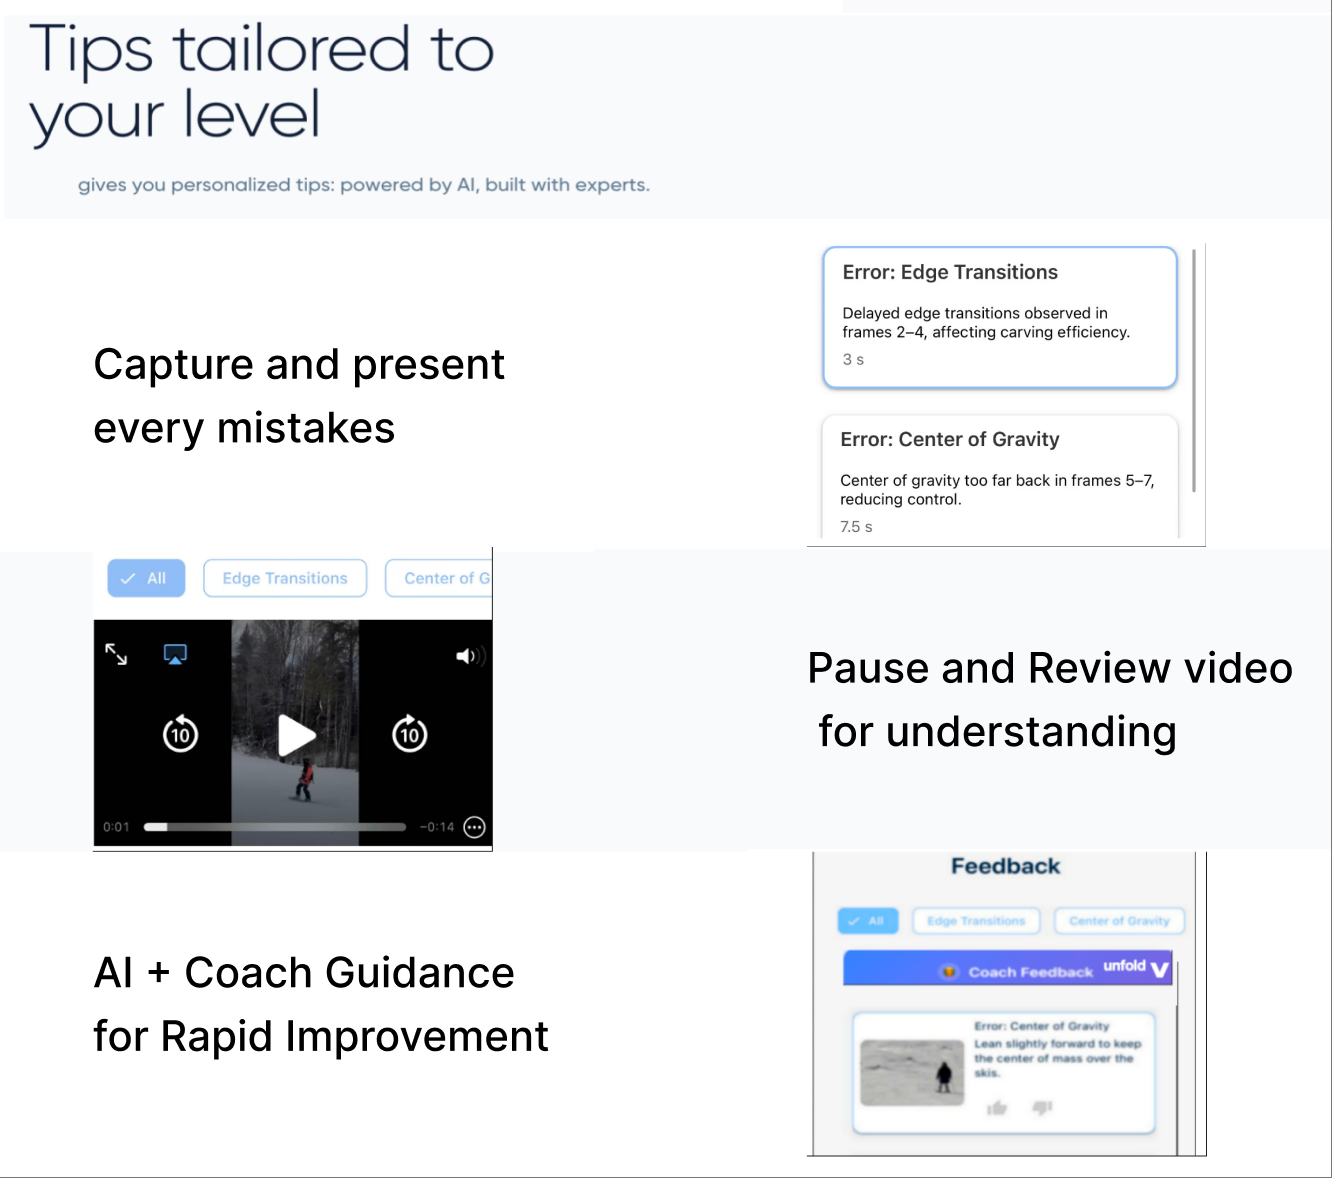 Tips tailored to
your level
gives you personalized tips: powered by AI, built with experts.
Capture and present
every mistakes
Error: Edge Transitions
Delayed edge transitions observed in
frames 2–4, affecting carving efficiency.
3 s
Error: Center of Gravity
Center of gravity too far back in frames 5–7,
reducing control.
7.5 s
All Edge Transitions Center of G
10 10
0:01 −0:14
Pause and Review video
for understanding
AI + Coach Guidance
for Rapid Improvement
Feedback
All Edge Transitions Center of Gravity
Coach Feedback unfold
Error: Center of Gravity
Lean slightly forward to keep
the center of mass over the
skis.